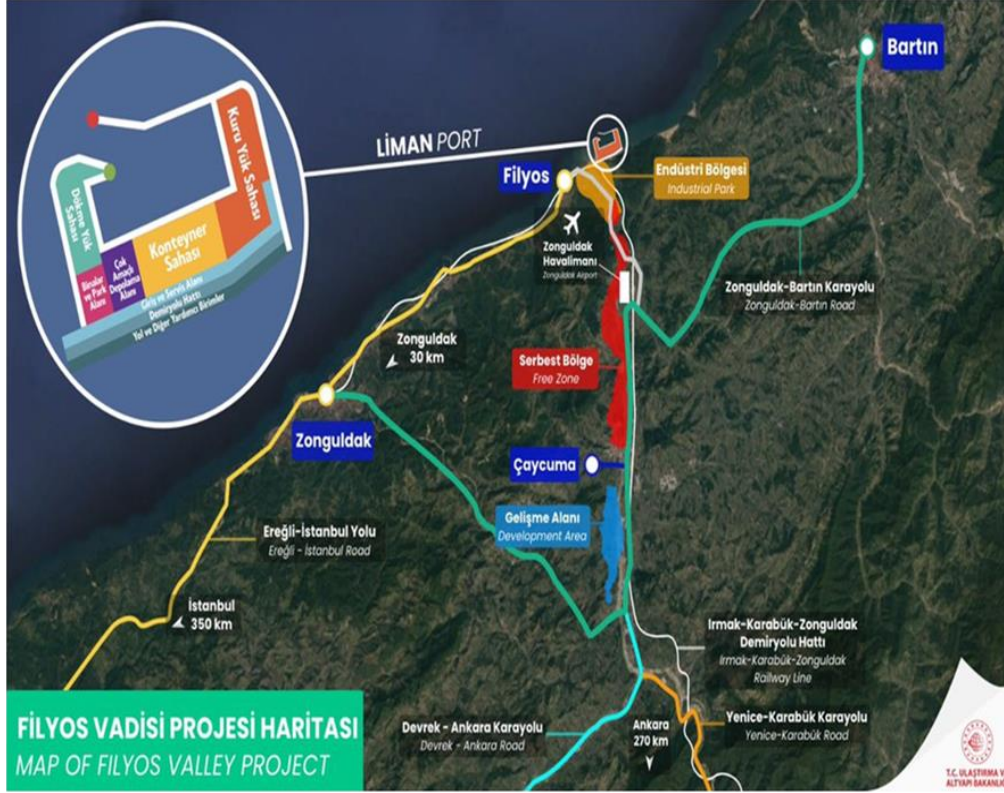 Bartın
LİMAN PORT
Kuru Yük Sahası
Dökme Yük
Sahası
Konteyner
Sahası
Çok
Amaçlı
Depolama
Alanı
Binalar
ve Park
Alanı
Giriş ve Servis Alanı
Demiryolu Hattı
Yol ve Diğer Yardımcı Birimler
Filyos
Endüstri Bölgesi
Industrial Park
Zonguldak
Havalimanı
Zonguldak Airport
Zonguldak-Bartın Karayolu
Zonguldak-Bartın Road
Zonguldak
30 km
Serbest Bölge
Free Zone
Zonguldak
Çaycuma
Gelişme Alanı
Development Area
Ereğli-İstanbul Yolu
Ereğli - İstanbul Road
İstanbul
350 km
Irmak-Karabük-Zonguldak
Demiryolu Hattı
Irmak-Karabük-Zonguldak
Railway Line
Devrek - Ankara Karayolu
Devrek - Ankara Road
Ankara
270 km
Yenice-Karabük Karayolu
Yenice-Karabük Road
FİLYOS VADİSİ PROJESİ HARİTASI
MAP OF FILYOS VALLEY PROJECT
T.C. ULAŞTIRMA V
ALTYAPI BAKANLIĞ